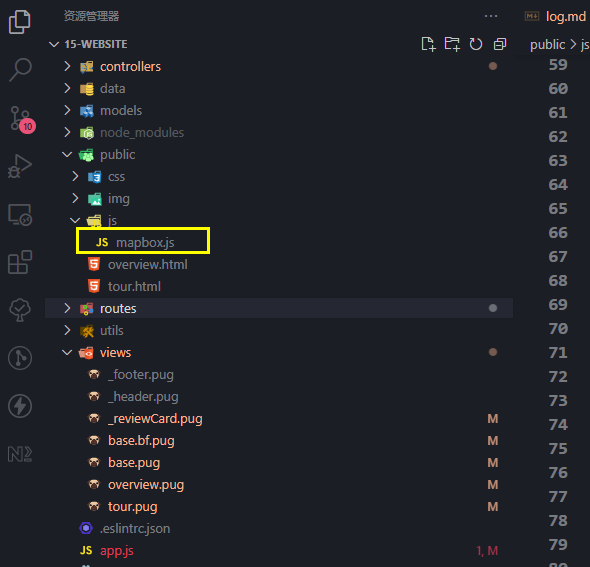 资源管理器
···
log.md
15-WEBSITE
public > js
controllers
data
models
node_modules
public
css
img
js
JS mapbox.js
overview.html
tour.html
routes
utils
views
_footer.pug
_header.pug
_reviewCard.pug M
base.bf.pug M
base.pug M
overview.pug M
tour.pug M
.eslintrc.json
JS app.js 1, M
10
59
60
61
62
63
64
65
66
67
68
69
70
71
72
73
74
75
76
77
78
79